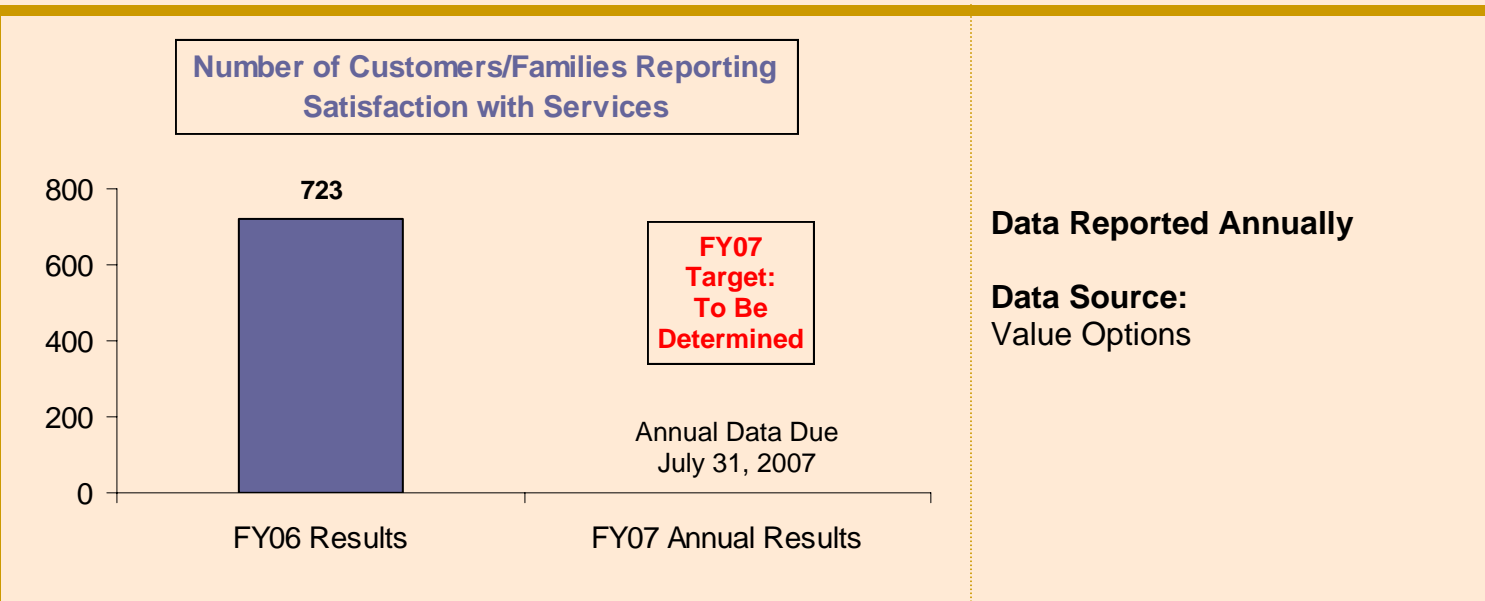 Number of Customers/Families Reporting
Satisfaction with Services
800
600
400
200
0
723
FY07
Target:
To Be
Determined
Annual Data Due
July 31, 2007
FY06 Results
FY07 Annual Results
Data Reported Annually
Data Source:
Value Options